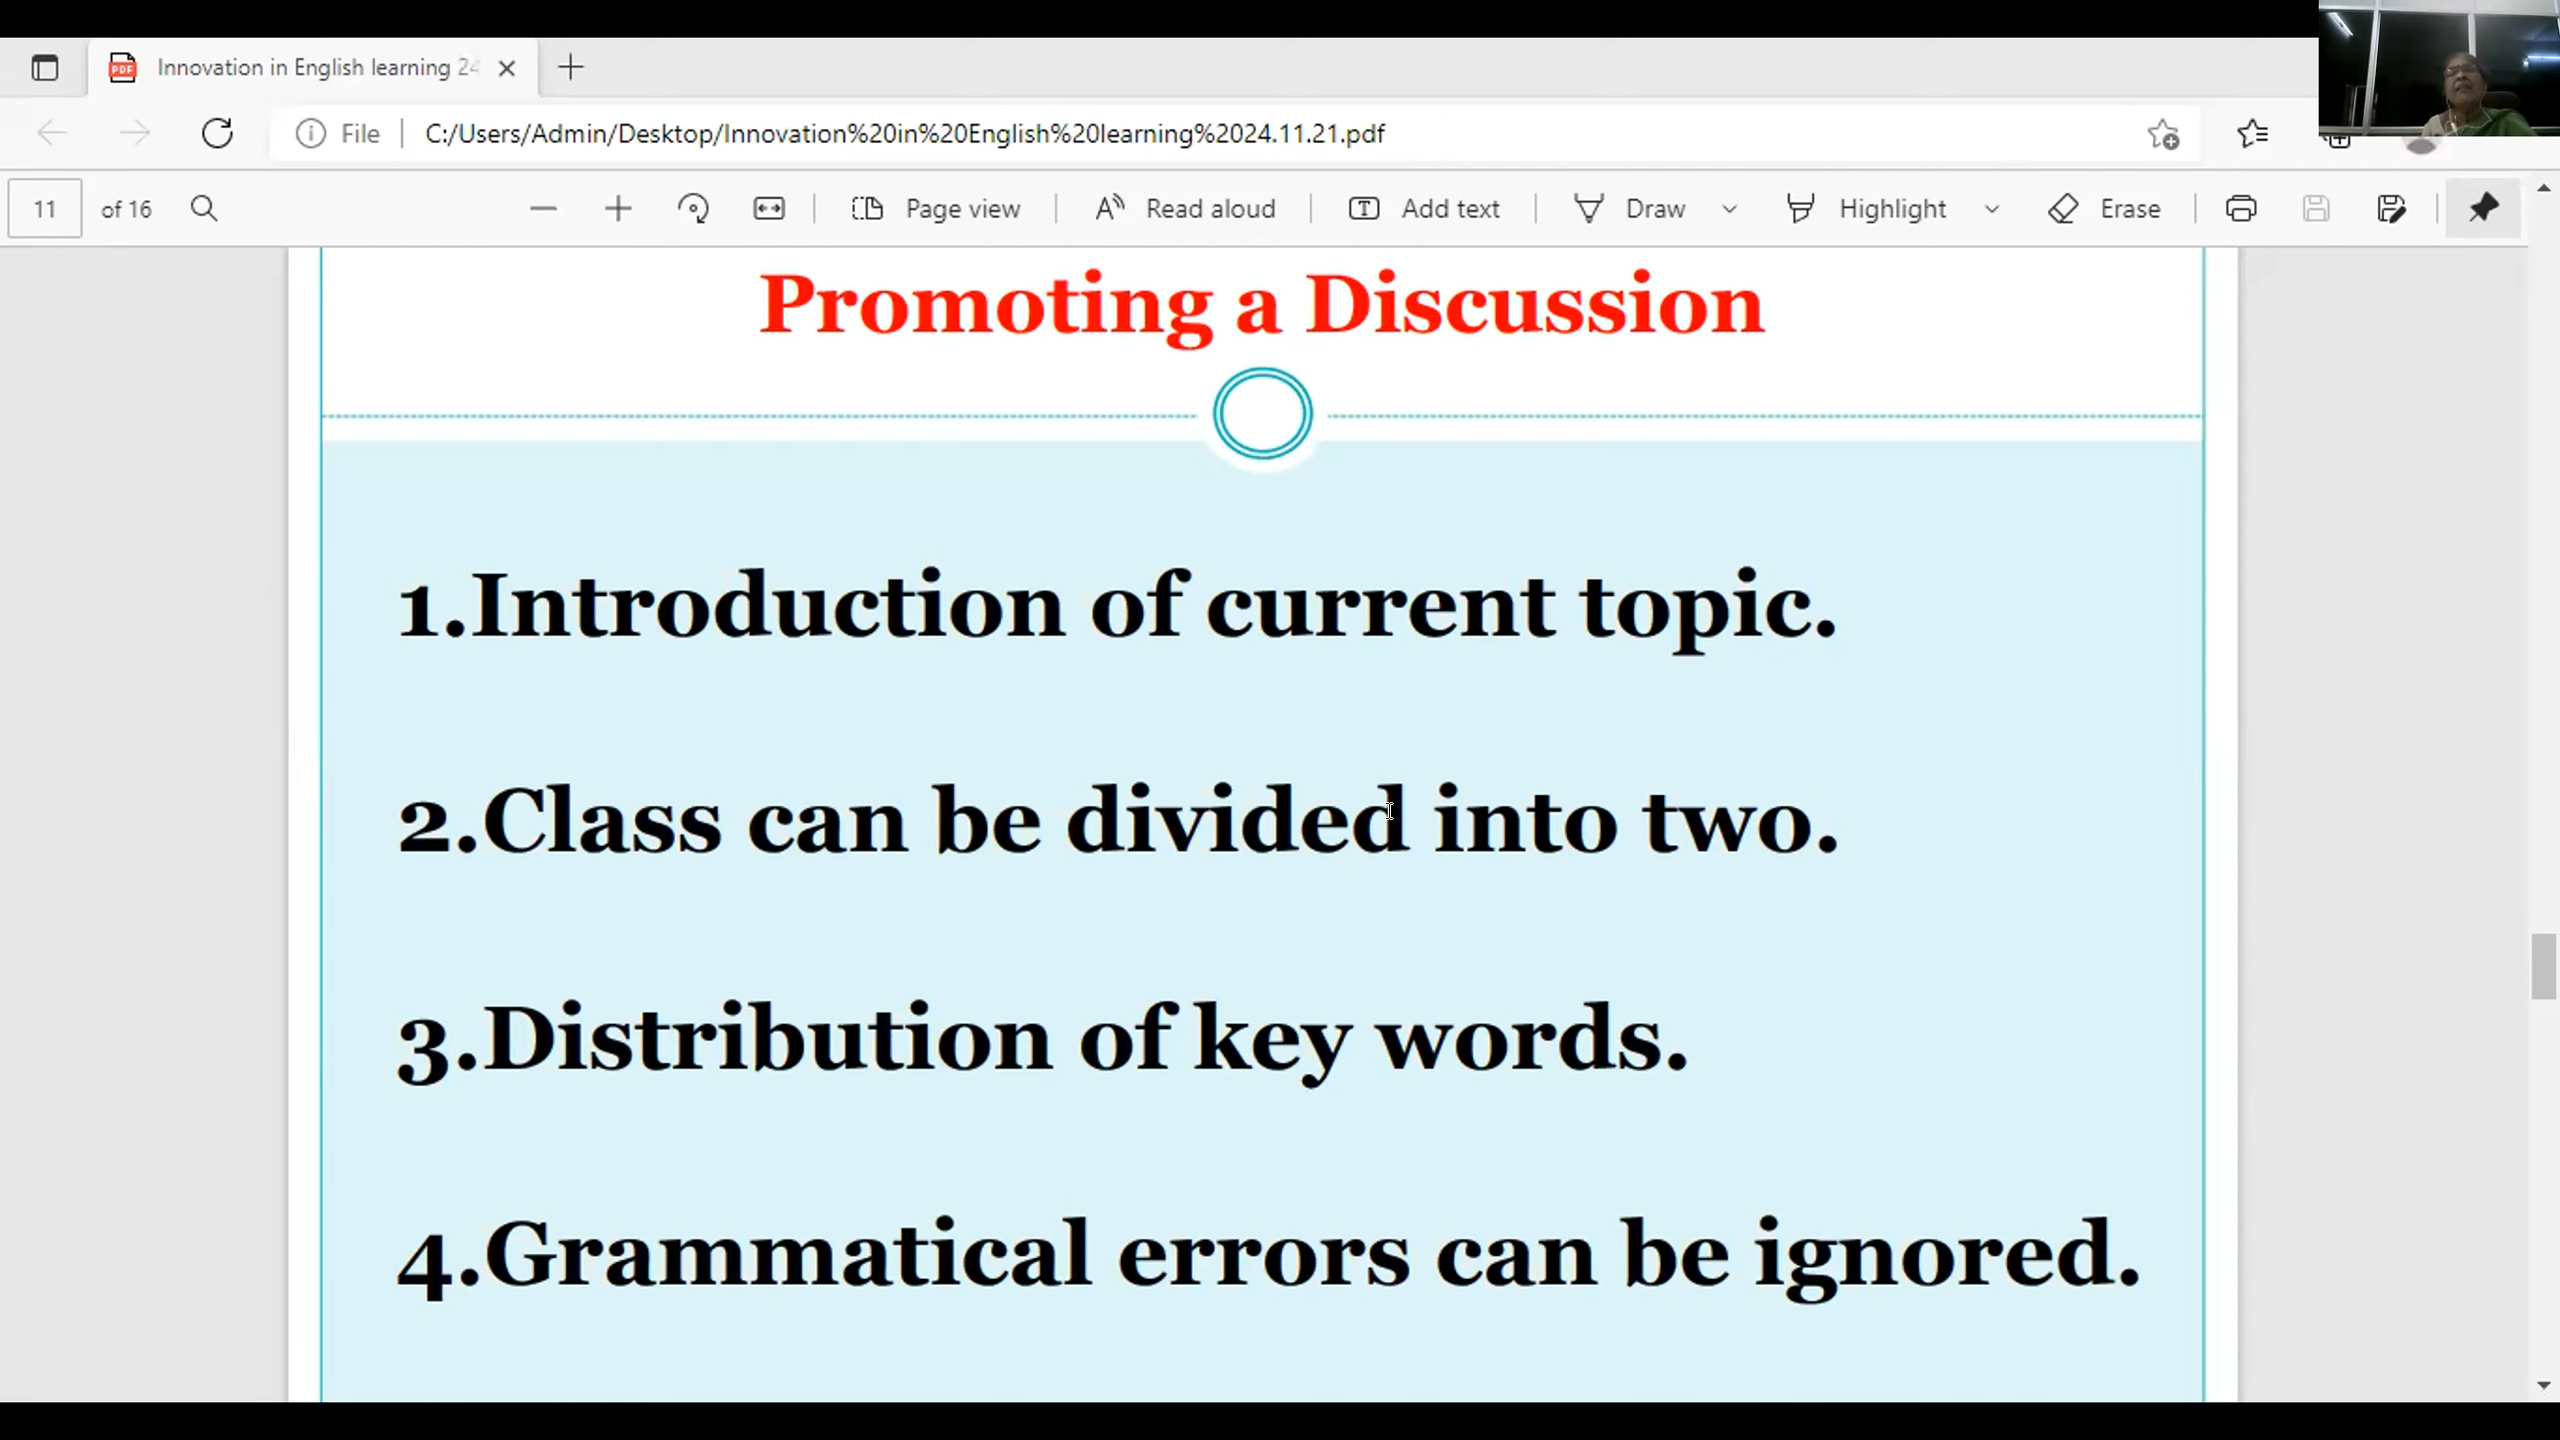 Innovation in English learning 24
File
C:/Users/Admin/Desktop/Innovation%20in%20English%20learning%2024.11.21.pdf
11 of 16
Page view
Read aloud
Add text
Draw
Highlight
Erase
Promoting a Discussion
1.Introduction of current topic.
2.Class can be divided into two.
3.Distribution of key words.
4.Grammatical errors can be ignored.